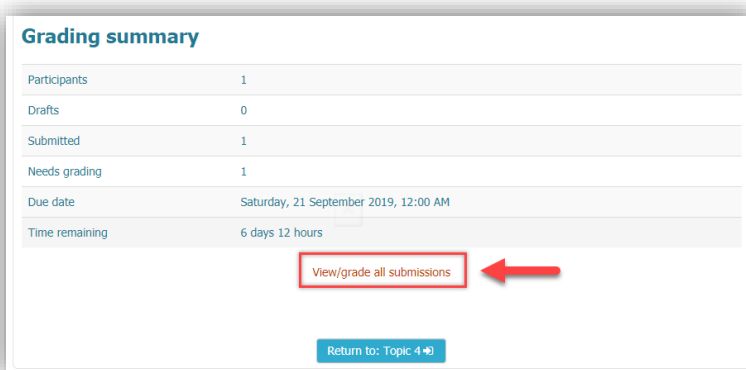 Grading summary
Participants 1
Drafts 0
Submitted 1
Needs grading 1
Due date Saturday, 21 September 2019, 12:00 AM
Time remaining 6 days 12 hours
View/grade all submissions
Return to: Topic 4